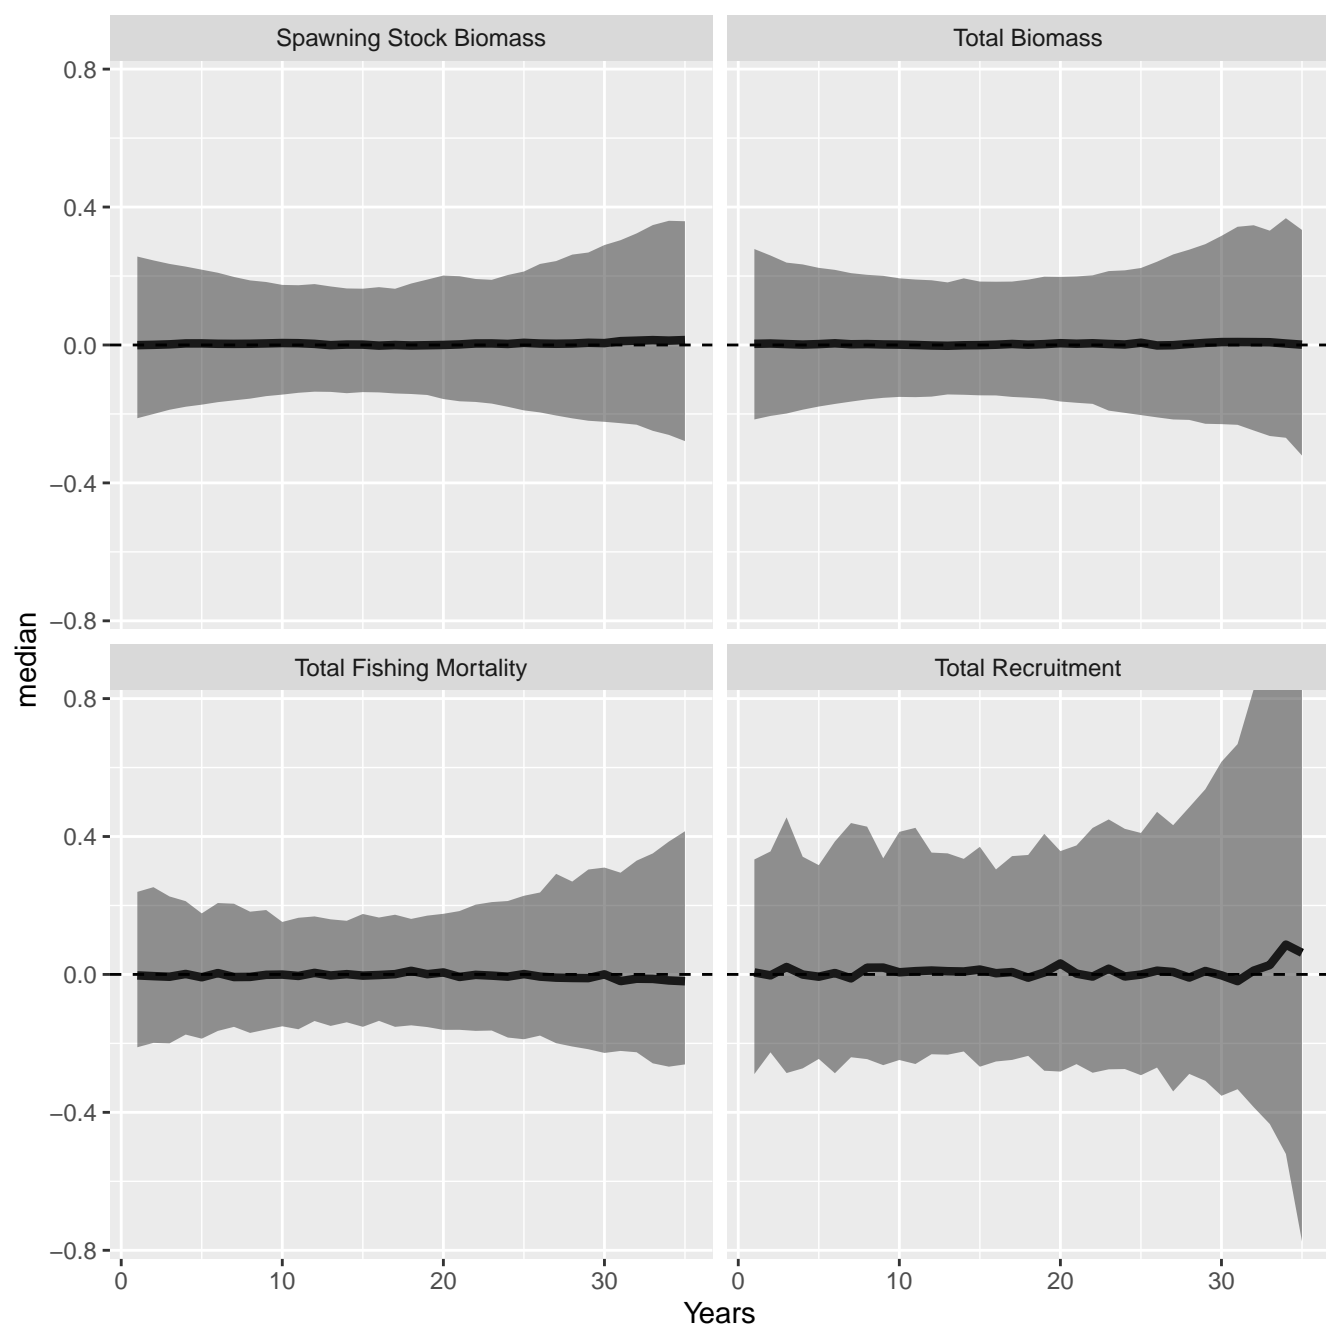 Spawning Stock Biomass
Total Biomass
0.8
0.4
0.0
−0.4
−0.8
median
Total Fishing Mortality
Total Recruitment
0.8
0.4
0.0
−0.4
−0.8
0 10 20 30
0 10 20 30
Years